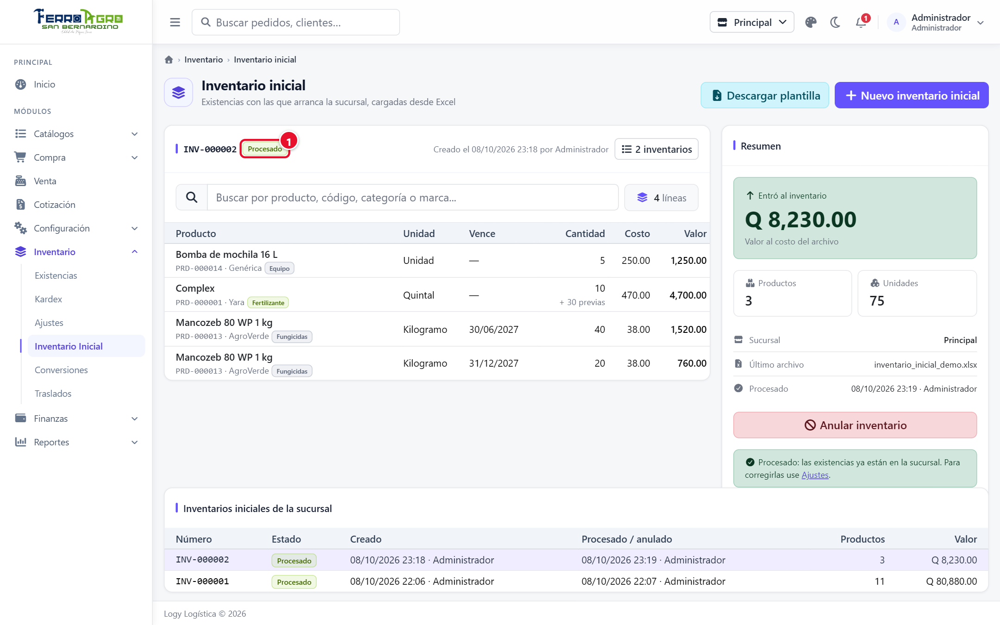 FERRO AGRO
SAN BERNARDINO
Buscar pedidos, clientes...
Principal
1
A
Administrador
Administrador
PRINCIPAL
Inicio
MÓDULOS
Catálogos
Compra
Venta
Cotización
Configuración
Inventario
Existencias
Kardex
Ajustes
Inventario Inicial
Conversiones
Traslados
Finanzas
Reportes
› Inventario › Inventario inicial
Inventario inicial
Existencias con las que arranca la sucursal, cargadas desde Excel
Descargar plantilla
+ Nuevo inventario inicial
INV-000002 Procesado 1
Creado el 08/10/2026 23:18 por Administrador
2 inventarios
Buscar por producto, código, categoría o marca...
4 líneas
Producto Unidad Vence Cantidad Costo Valor
Bomba de mochila 16 L
PRD-000014 · Genérica Equipo
Unidad — 5 250.00 1,250.00
Complex
PRD-000001 · Yara Fertilizante
Quintal — 10 470.00 4,700.00
+ 30 previas
Mancozeb 80 WP 1 kg
PRD-000013 · AgroVerde Fungicidas
Kilogramo 30/06/2027 40 38.00 1,520.00
Mancozeb 80 WP 1 kg
PRD-000013 · AgroVerde Fungicidas
Kilogramo 31/12/2027 20 38.00 760.00
Resumen
Entró al inventario
Q 8,230.00
Valor al costo del archivo
Productos
3
Unidades
75
Sucursal Principal
Último archivo inventario_inicial_demo.xlsx
Procesado 08/10/2026 23:19 · Administrador
Anular inventario
Procesado: las existencias ya están en la sucursal. Para
corregirlas use Ajustes.
Inventarios iniciales de la sucursal
Número Estado Creado Procesado / anulado Productos Valor
INV-000002 Procesado 08/10/2026 23:18 · Administrador 08/10/2026 23:19 · Administrador 3 Q 8,230.00
INV-000001 Procesado 08/10/2026 22:06 · Administrador 08/10/2026 22:07 · Administrador 11 Q 80,880.00
Logy Logística © 2026